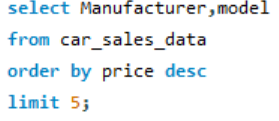 select Manufacturer,model
from car_sales_data
order by price desc
limit 5;